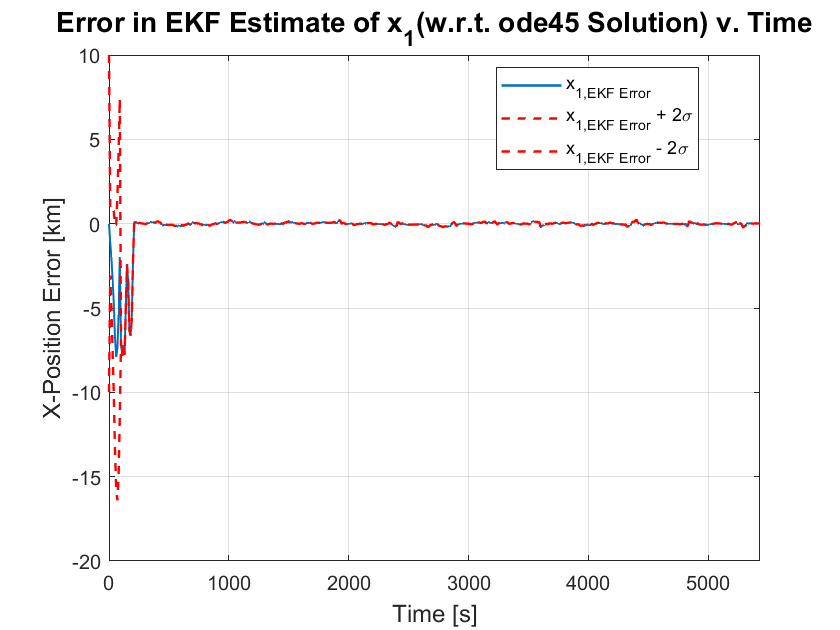 Error in EKF Estimate of x1(w.r.t. ode45 Solution) v. Time
x1,EKF Error
x1,EKF Error + 2σ
x1,EKF Error - 2σ
10
5
0
-5
-10
-15
-20
X-Position Error [km]
0 1000 2000 3000 4000 5000
Time [s]